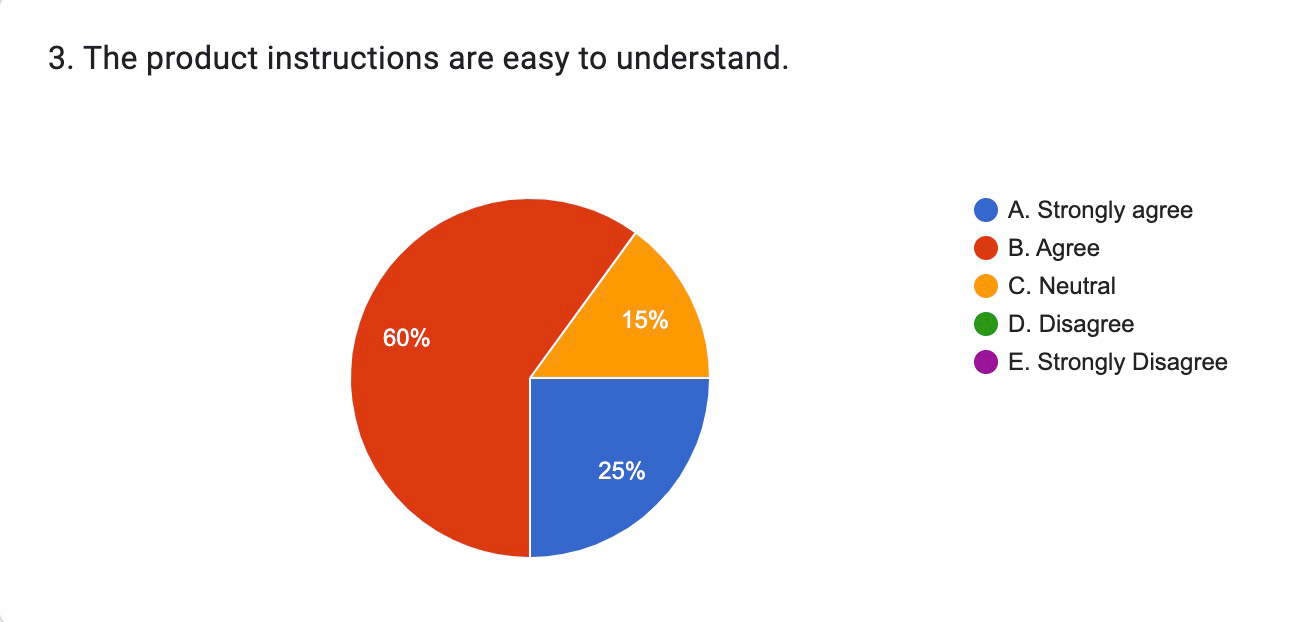 3. The product instructions are easy to understand.
A. Strongly agree
B. Agree
C. Neutral
D. Disagree
E. Strongly Disagree
60%
15%
25%